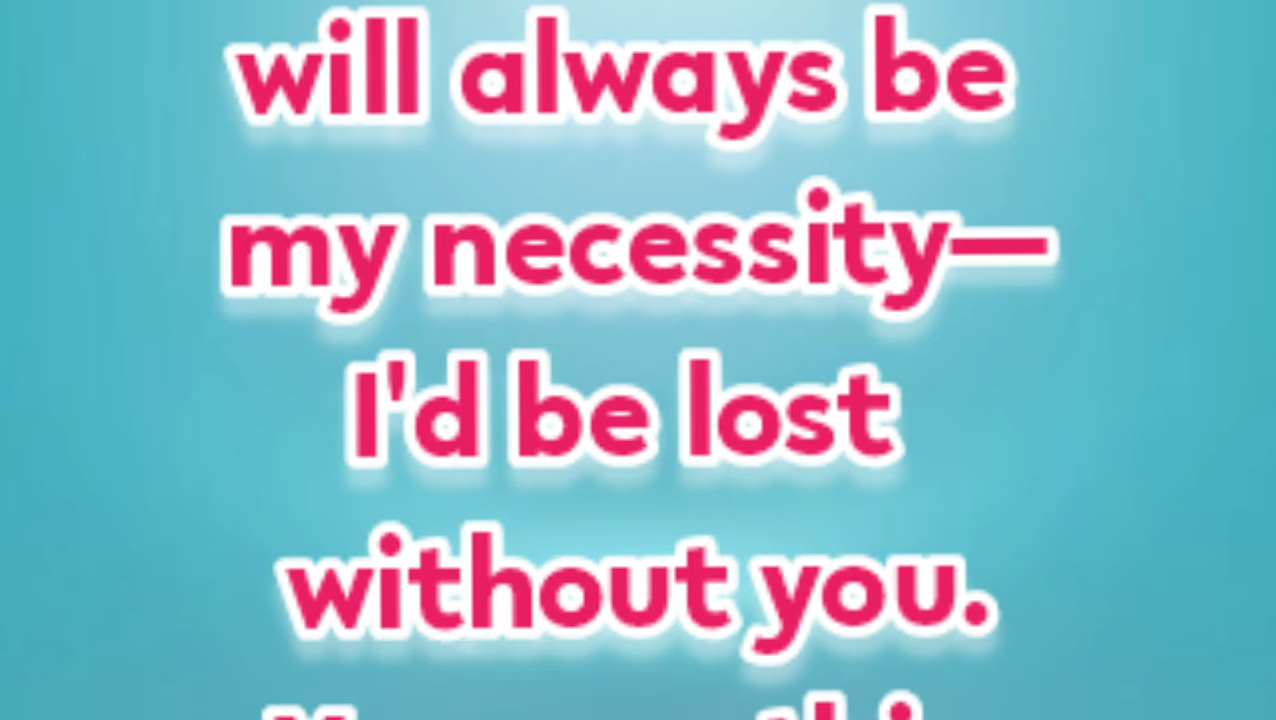 will always be
my necessity—
I'd be lost
without you.